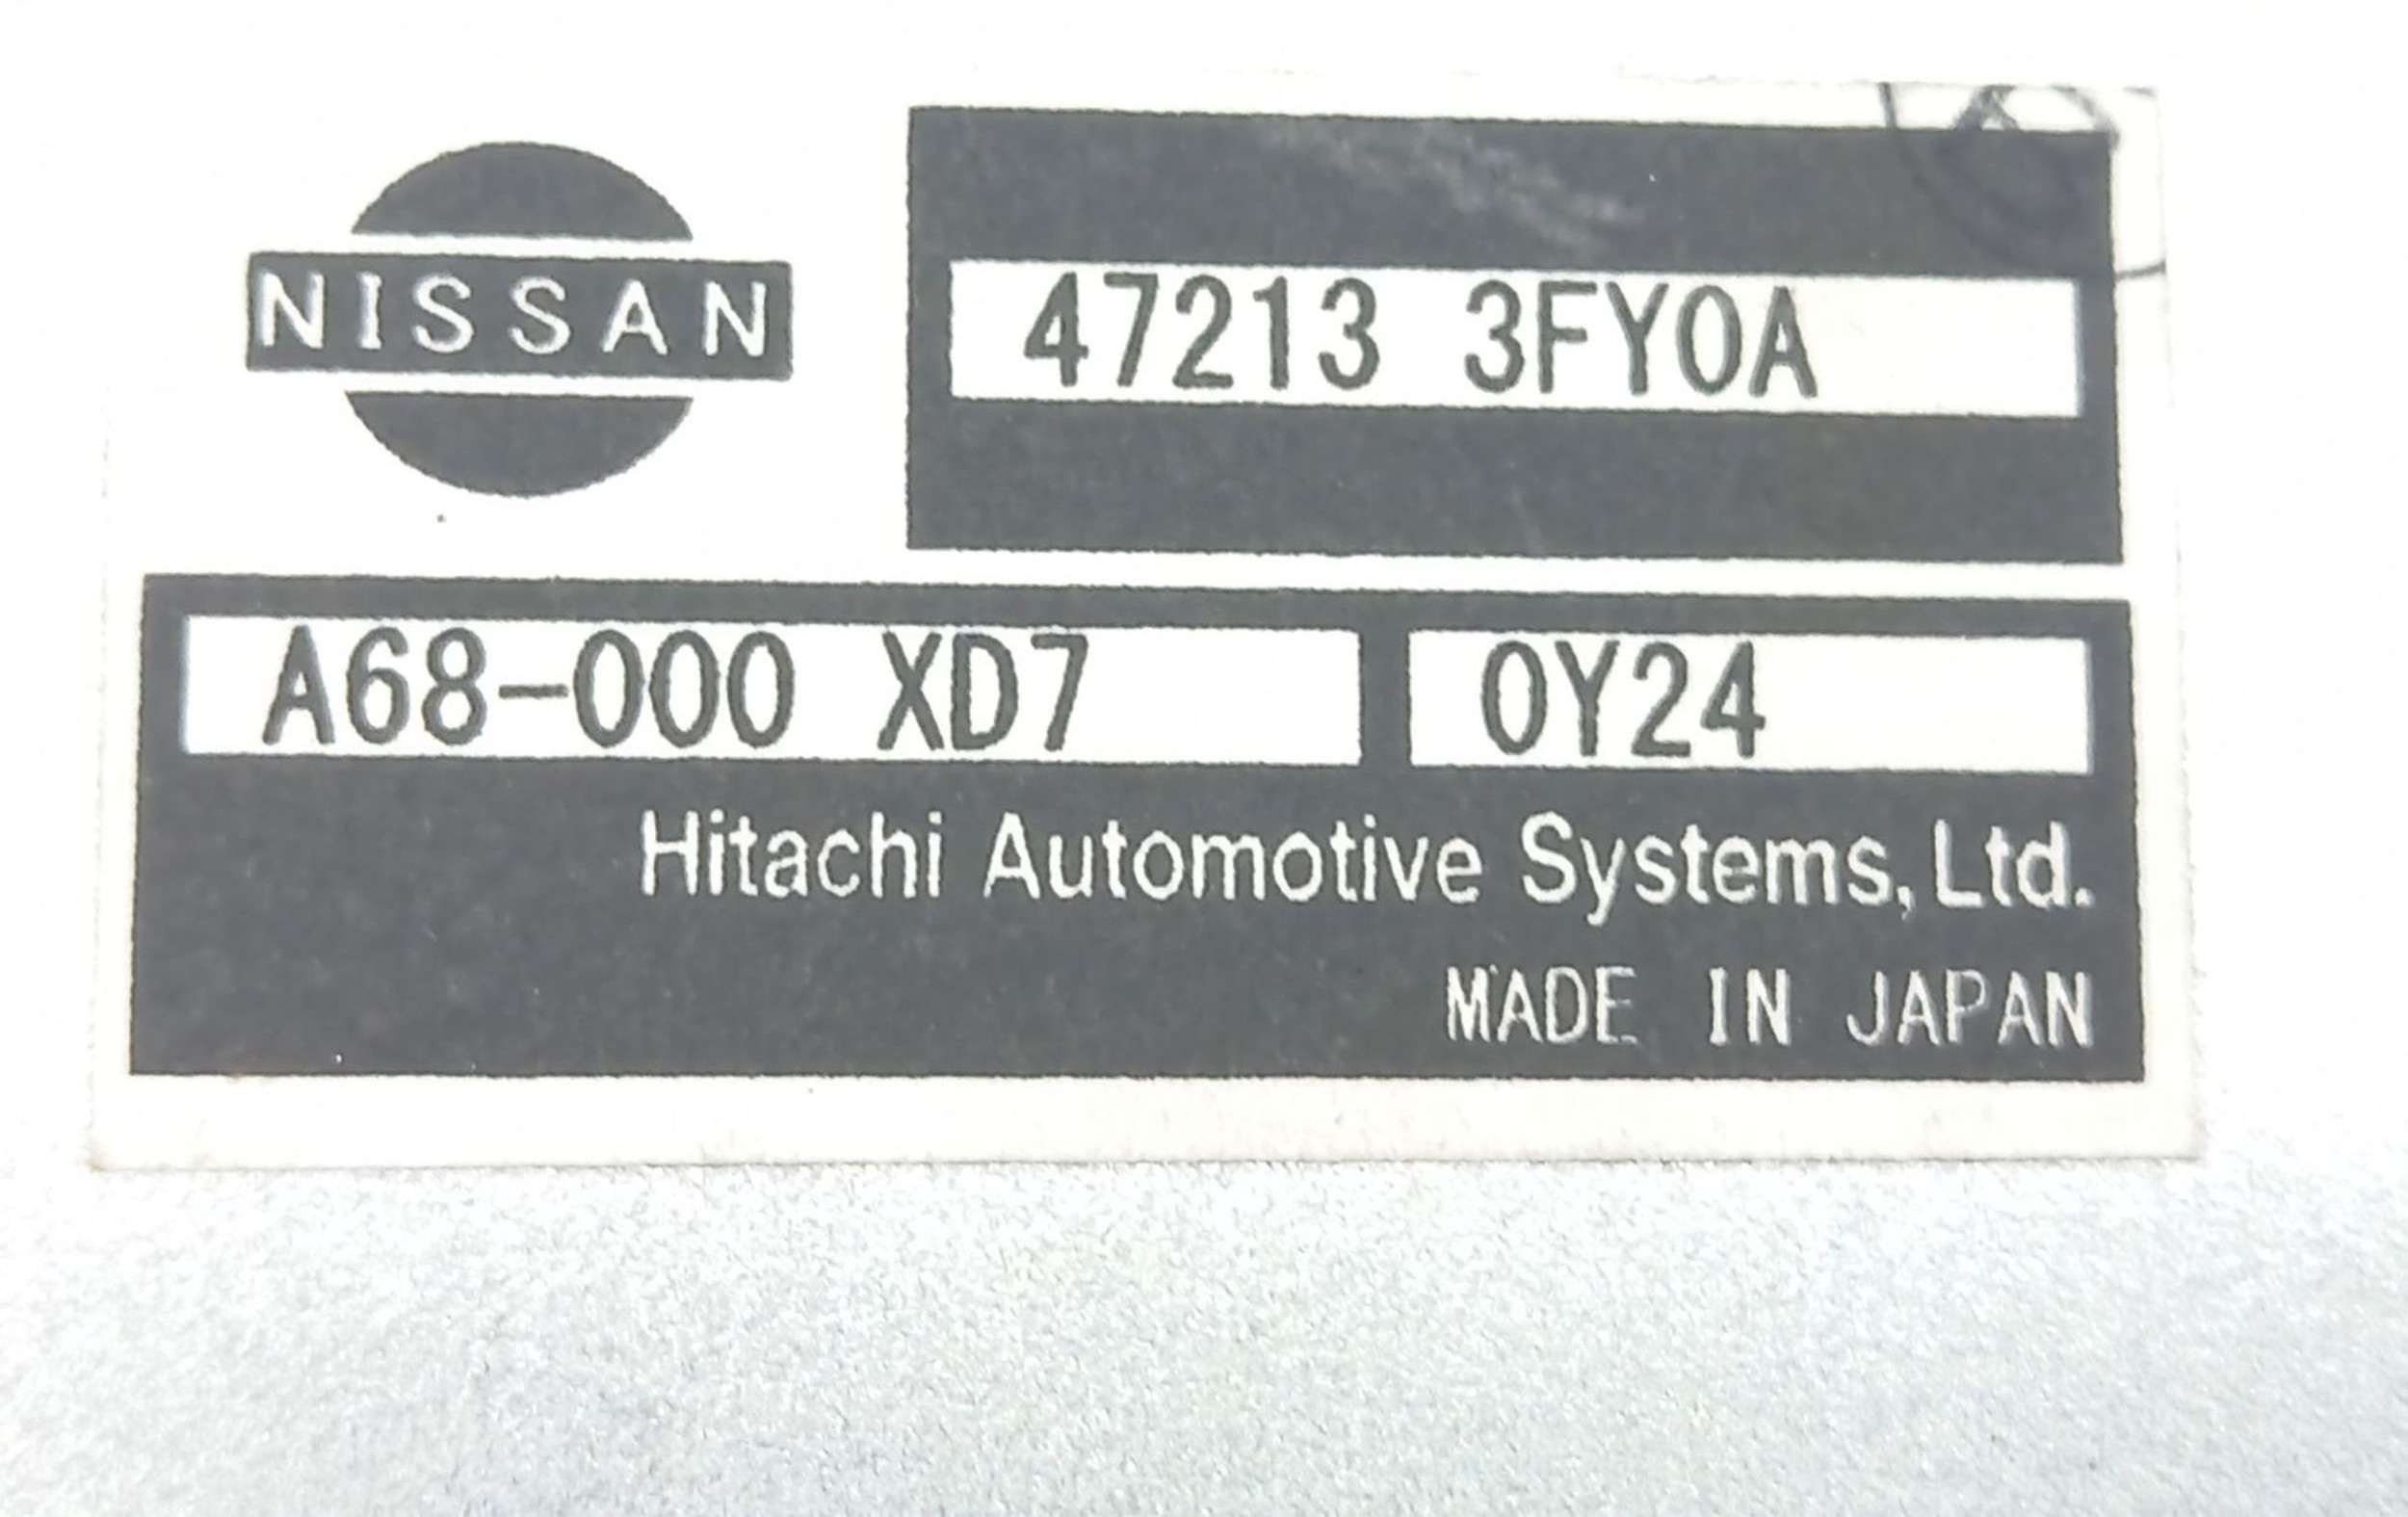 NISSAN
47213 3FY0A
A68-000 XD7
0Y24
Hitachi Automotive Systems, Ltd.
MADE IN JAPAN